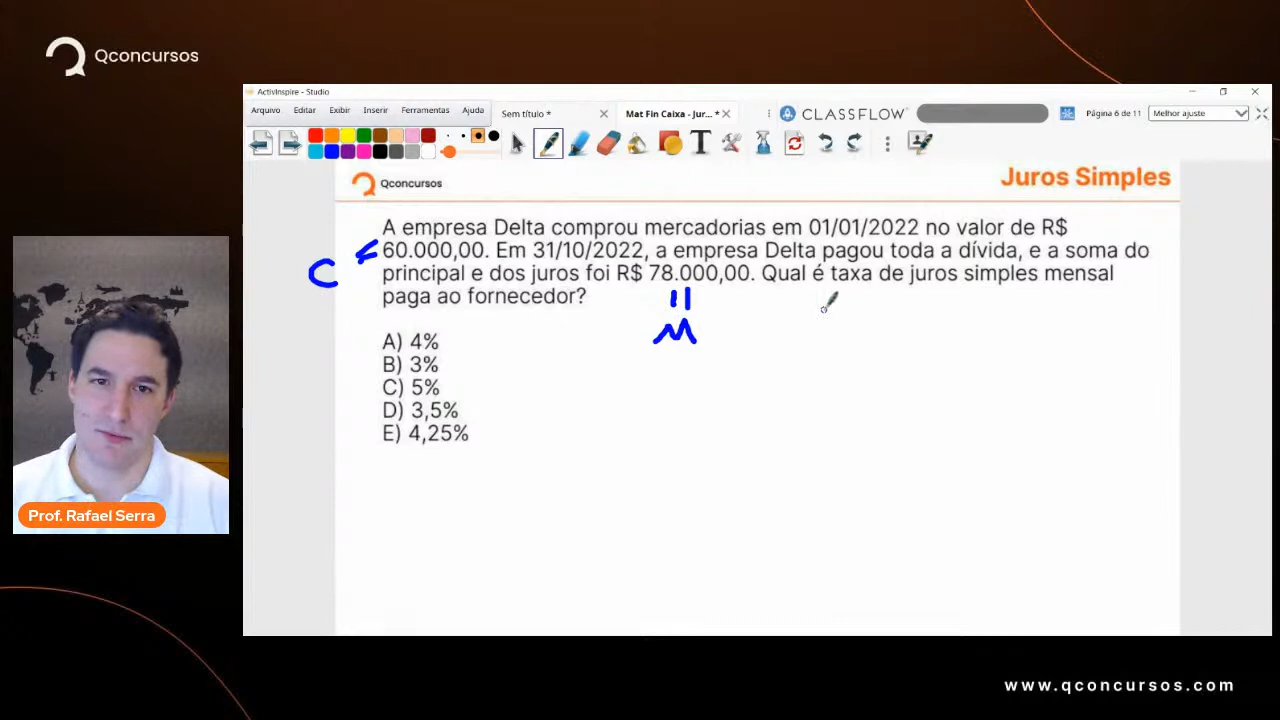 Qconcursos
ActivInspire - Studio
Arquivo Editar Exibir Inserir Ferramentas Ajuda
Sem título *
Mat Fin Caixa - Jur... *
CLASSFLOW
Página 6 de 11
Melhor ajuste
T
Qconcursos
Juros Simples
A empresa Delta comprou mercadorias em 01/01/2022 no valor de R$
60.000,00. Em 31/10/2022, a empresa Delta pagou toda a dívida, e a soma do
principal e dos juros foi R$ 78.000,00. Qual é taxa de juros simples mensal
paga ao fornecedor?
C
M
A) 4%
B) 3%
C) 5%
D) 3,5%
E) 4,25%
Prof. Rafael Serra
www.qconcursos.com